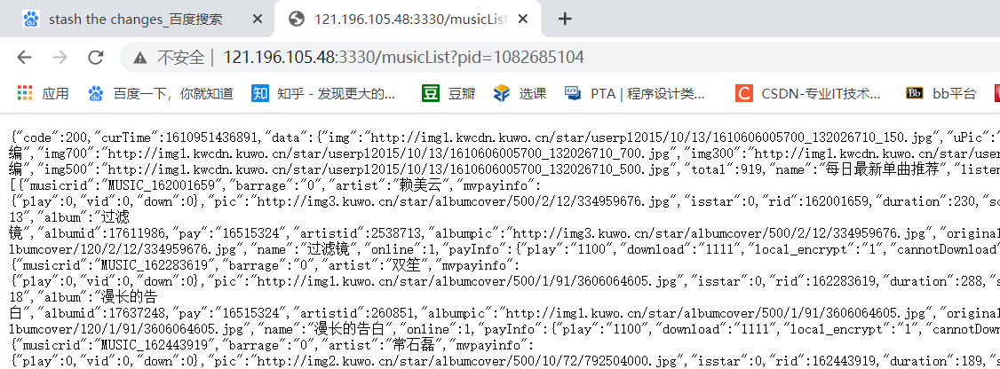 stash the changes_百度搜索
121.196.105.48:3330/musicList
不安全 | 121.196.105.48:3330/musicList?pid=1082685104
应用 百度一下，你就知道 知乎 - 发现更大的... 豆瓣 选课 PTA | 程序设计类... CSDN-专业IT技术... bb平台
{"code":200,"curTime":1610951436891,"data":{"img":"http://img1.kwcdn.kuwo.cn/star/userpl2015/10/13/1610606005700_132026710_150.jpg","uPic":"
编","img700":"http://img1.kwcdn.kuwo.cn/star/userpl2015/10/13/1610606005700_132026710_700.jpg","img300":"http://img1.kwcdn.kuwo.cn/star/userpl
编","img500":"http://img1.kwcdn.kuwo.cn/star/userpl2015/10/13/1610606005700_132026710_500.jpg","total":919,"name":"每日最新单曲推荐","listen
[{"musicrid":"MUSIC_162001659","barrage":"0","artist":"赖美云","mvpayinfo":
{"play":0,"vid":0,"down":0},"pic":"http://img3.kuwo.cn/star/albumcover/500/2/12/334959676.jpg","isstar":0,"rid":162001659,"duration":230,"sc
13","album":"过滤
镜","albumid":17611986,"pay":"16515324","artistid":2538713,"albumpic":"http://img3.kuwo.cn/star/albumcover/500/2/12/334959676.jpg","original
lbumcover/120/2/12/334959676.jpg","name":"过滤镜","online":1,"payInfo":{"play":"1100","download":"1111","local_encrypt":"1","cannotDownload"
{"musicrid":"MUSIC_162283619","barrage":"0","artist":"双笙","mvpayinfo":
{"play":0,"vid":0,"down":0},"pic":"http://img1.kuwo.cn/star/albumcover/500/1/91/3606064605.jpg","isstar":0,"rid":162283619,"duration":288,"s
18","album":"漫长的告
白","albumid":17637248,"pay":"16515324","artistid":260851,"albumpic":"http://img1.kuwo.cn/star/albumcover/500/1/91/3606064605.jpg","origina
lbumcover/120/1/91/3606064605.jpg","name":"漫长的告白","online":1,"payInfo":{"play":"1100","download":"1111","local_encrypt":"1","cannotDown
{"musicrid":"MUSIC_162443919","barrage":"0","artist":"常石磊","mvpayinfo":
{"play":0,"vid":0,"down":0},"pic":"http://img2.kuwo.cn/star/albumcover/500/10/72/792504000.jpg","isstar":0,"rid":162443919,"duration":189,"s